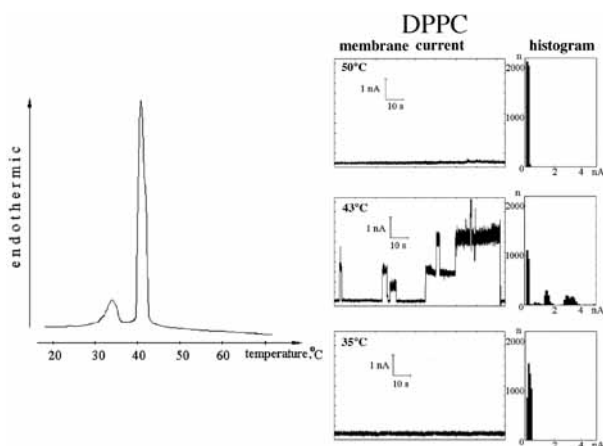 DPPC
membrane current histogram
endothermic
20 30 40 50 60 temperature,°C
50°C
1 nA
10 s
n
2000
1000
0
2 4 nA
43°C
1 nA
10 s
n
2000
1000
0
2 4 nA
35°C
1 nA
10 s
n
2000
1000
0
2 4 nA